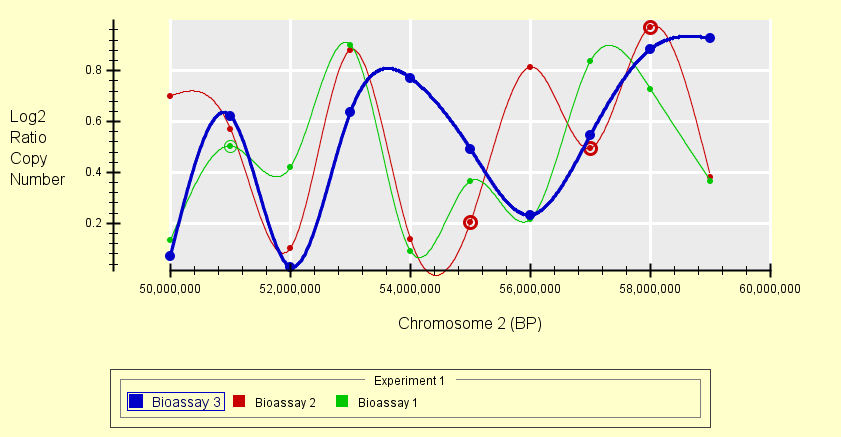 Log2
Ratio
Copy
Number
0.8
0.6
0.4
0.2
50,000,000 52,000,000 54,000,000 56,000,000 58,000,000 60,000,000
Chromosome 2 (BP)
Experiment 1
Bioassay 3 Bioassay 2 Bioassay 1